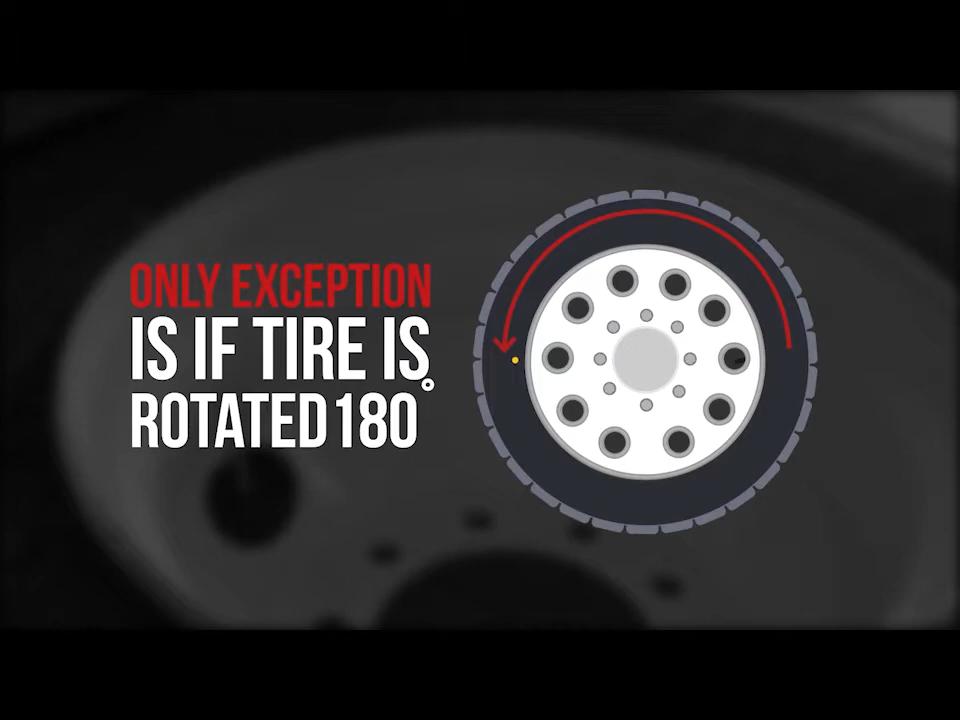 ONLY EXCEPTION
IS IF TIRE IS
ROTATED 180°